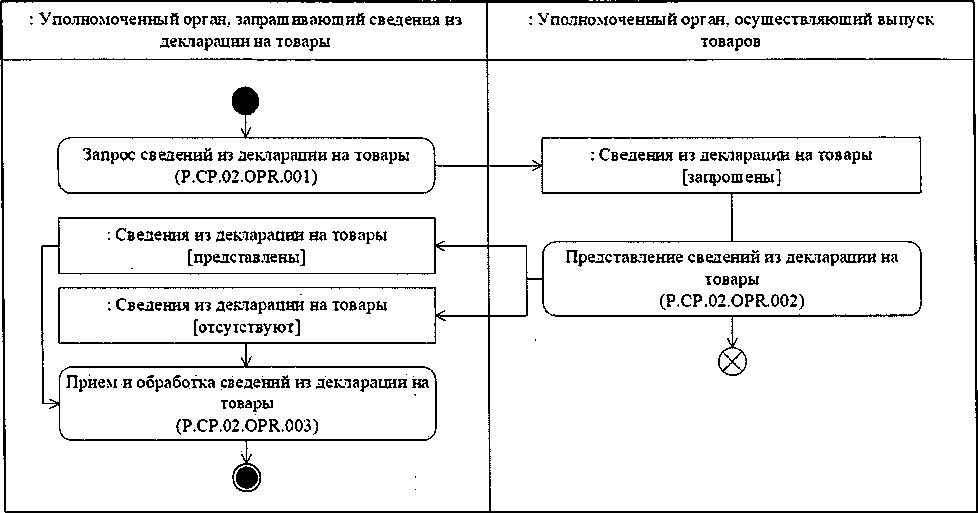 : Уполномоченный орган, запрашивающий сведения из
декларации на товары
: Уполномоченный орган, осуществляющий выпуск
товаров
Запрос сведений из декларации на товары
(P.CP.02.OPR.001)
: Сведения из декларации на товары
[запрошены]
: Сведения из декларации на товары
[представлены]
Представление сведений из декларации на
товары
(P.CP.02.OPR.002)
: Сведения из декларации на товары
[отсутствуют]
Прием и обработка сведений из декларации на
товары
(P.CP.02.OPR.003)